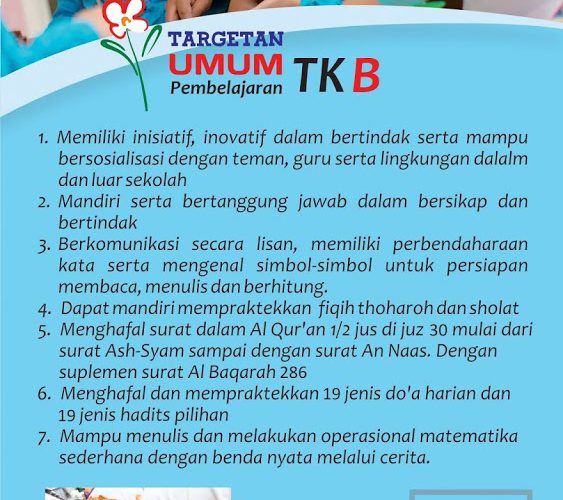 TARGETAN
UMUM
Pembelajaran
TK B
1. Memiliki inisiatif, inovatif dalam bertindak serta mampu
bersosialisasi dengan teman, guru serta lingkungan dalalm
dan luar sekolah
2. Mandiri serta bertanggung jawab dalam bersikap dan
bertindak
3. Berkomunikasi secara lisan, memiliki perbendaharaan
kata serta mengenal simbol-simbol untuk persiapan
membaca, menulis dan berhitung.
4. Dapat mandiri mempraktekkan fiqih thoharoh dan sholat
5. Menghafal surat dalam Al Qur'an 1/2 jus di juz 30 mulai dari
surat Ash-Syam sampai dengan surat An Naas. Dengan
suplemen surat Al Baqarah 286
6. Menghafal dan mempraktekkan 19 jenis do'a harian dan
19 jenis hadits pilihan
7. Mampu menulis dan melakukan operasional matematika
sederhana dengan benda nyata melalui cerita.